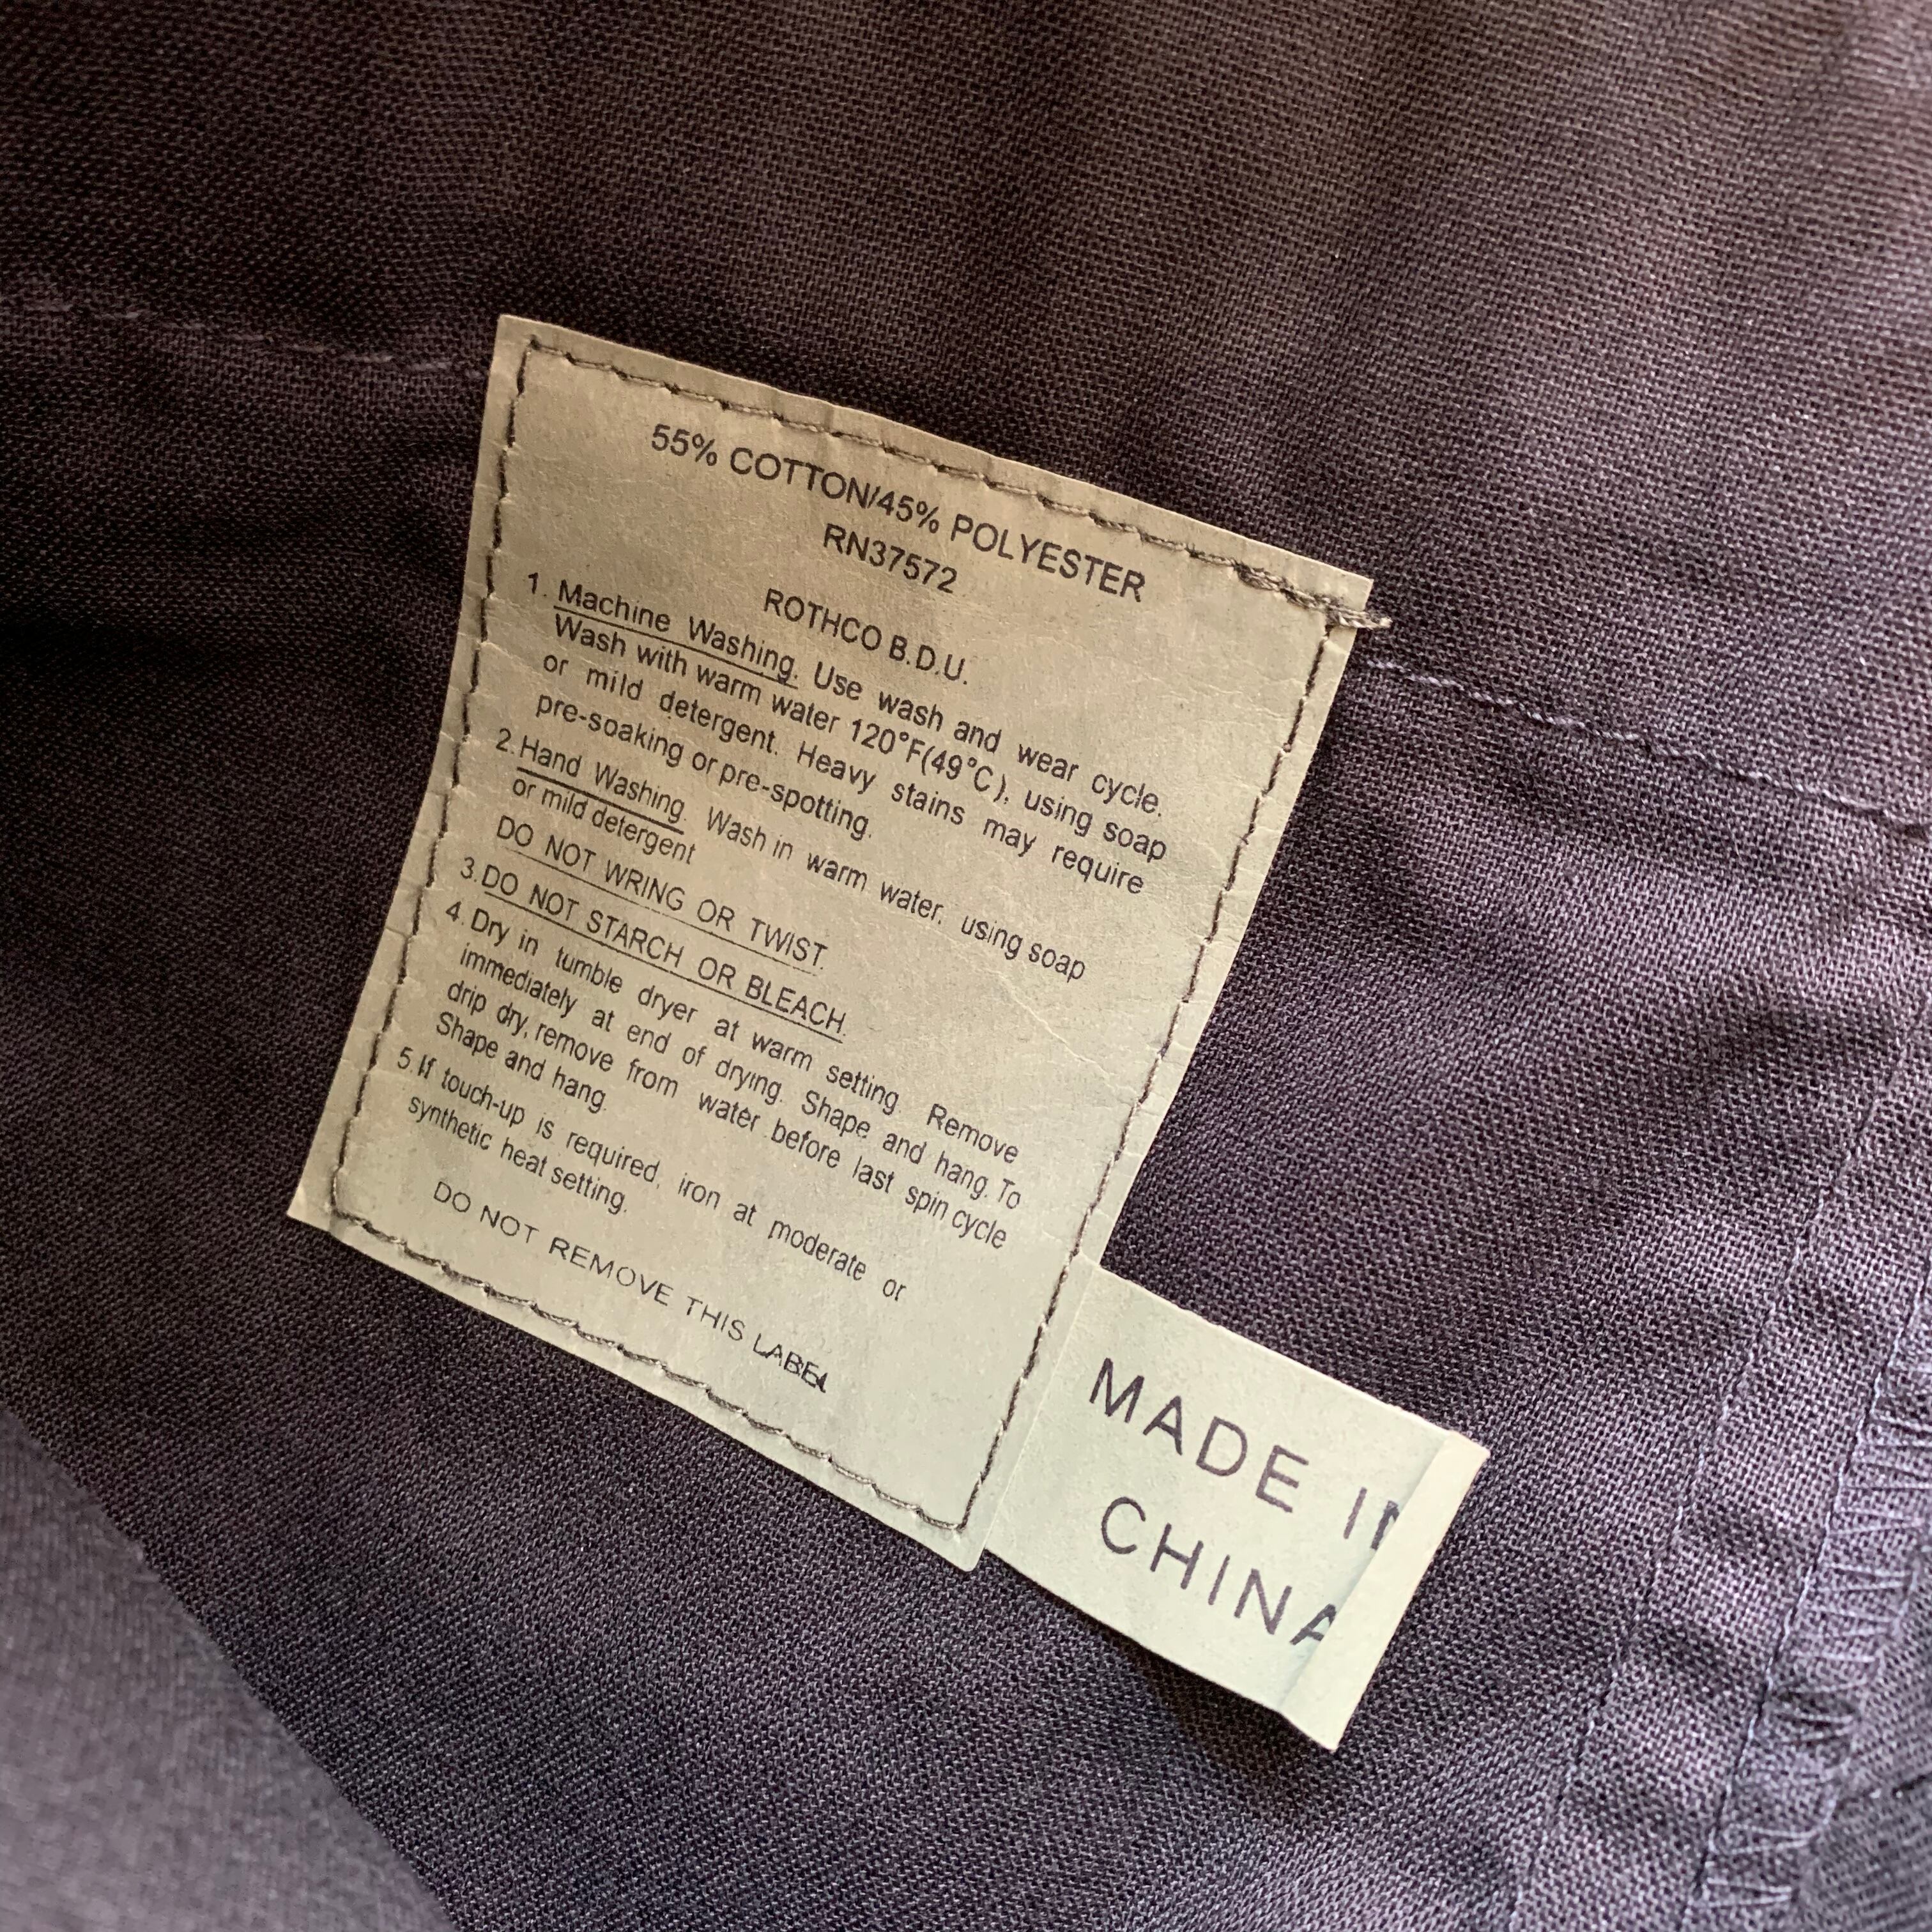 55% COTTON/45% POLYESTER
RN37572
ROTHCO B.D.U.
1. Machine Washing. Use wash and wear cycle.
Wash with warm water 120°F(49°C), using soap
or mild detergent. Heavy stains may require
pre-soaking or pre-spotting.
2. Hand Washing. Wash in warm water, using soap
or mild detergent
DO NOT WRING OR TWIST.
3. DO NOT STARCH OR BLEACH.
4. Dry in tumble dryer at warm setting. Remove
immediately at end of drying. Shape and hang. To
drip dry, remove from water before last spin cycle
Shape and hang.
5. If touch-up is required, iron at moderate or
synthetic heat setting.
DO NOT REMOVE THIS LABEL
MADE IN
CHINA